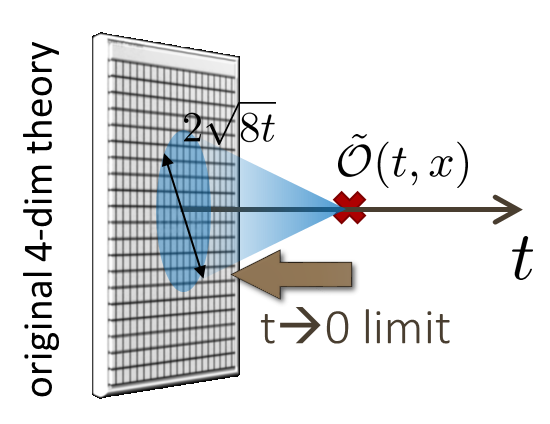 original 4-dim theory
2√8t
Õ(t, x)
t
t→0 limit